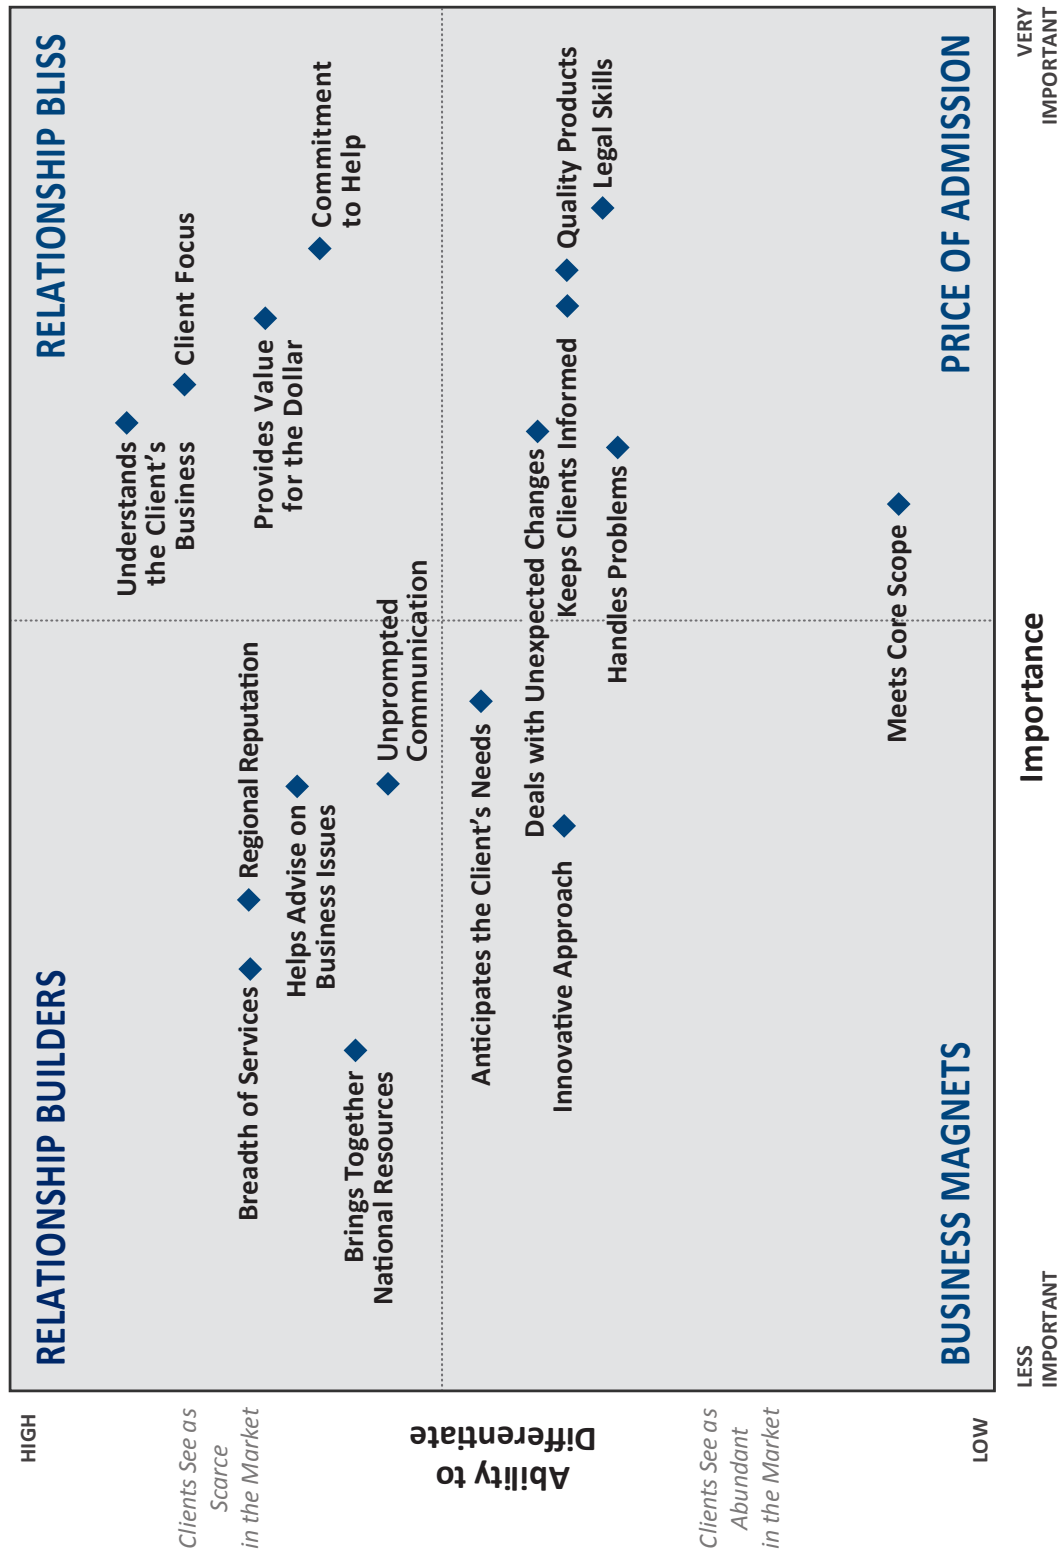 HIGH
Clients See as
Scarce
in the Market
Ability to
Differentiate
Clients See as
Abundant
in the Market
LOW
RELATIONSHIP BUILDERS
RELATIONSHIP BLISS
Understands
the Client's
Business
Client Focus
Provides Value
for the Dollar
Commitment
to Help
Regional Reputation
Breadth of Services
Helps Advise on
Business Issues
Brings Together
National Resources
Unprompted
Communication
Anticipates the Client's Needs
Deals with Unexpected Changes
Innovative Approach
Keeps Clients Informed
Quality Products
Legal Skills
Handles Problems
Meets Core Scope
BUSINESS MAGNETS
PRICE OF ADMISSION
LESS
IMPORTANT
Importance
VERY
IMPORTANT